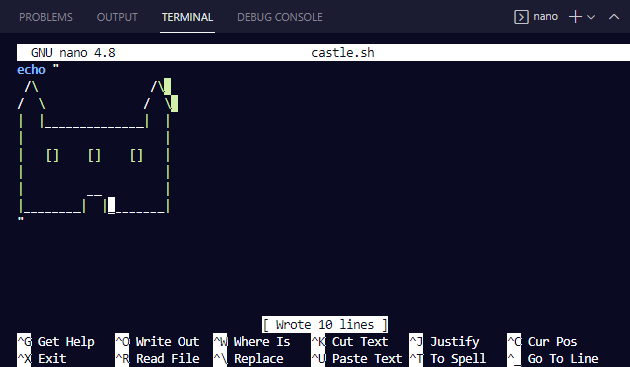 PROBLEMS OUTPUT TERMINAL DEBUG CONSOLE nano
GNU nano 4.8 castle.sh
echo "
 /\                /\
/  \              /  \
|  |______________|  |
|                    |
|   []    []    []   |
|                    |
|         __         |
|________|  |________|
"
[ Wrote 10 lines ]
^G Get Help ^O Write Out ^W Where Is ^K Cut Text ^J Justify ^C Cur Pos
^X Exit ^R Read File ^\ Replace ^U Paste Text ^T To Spell ^_ Go To Line